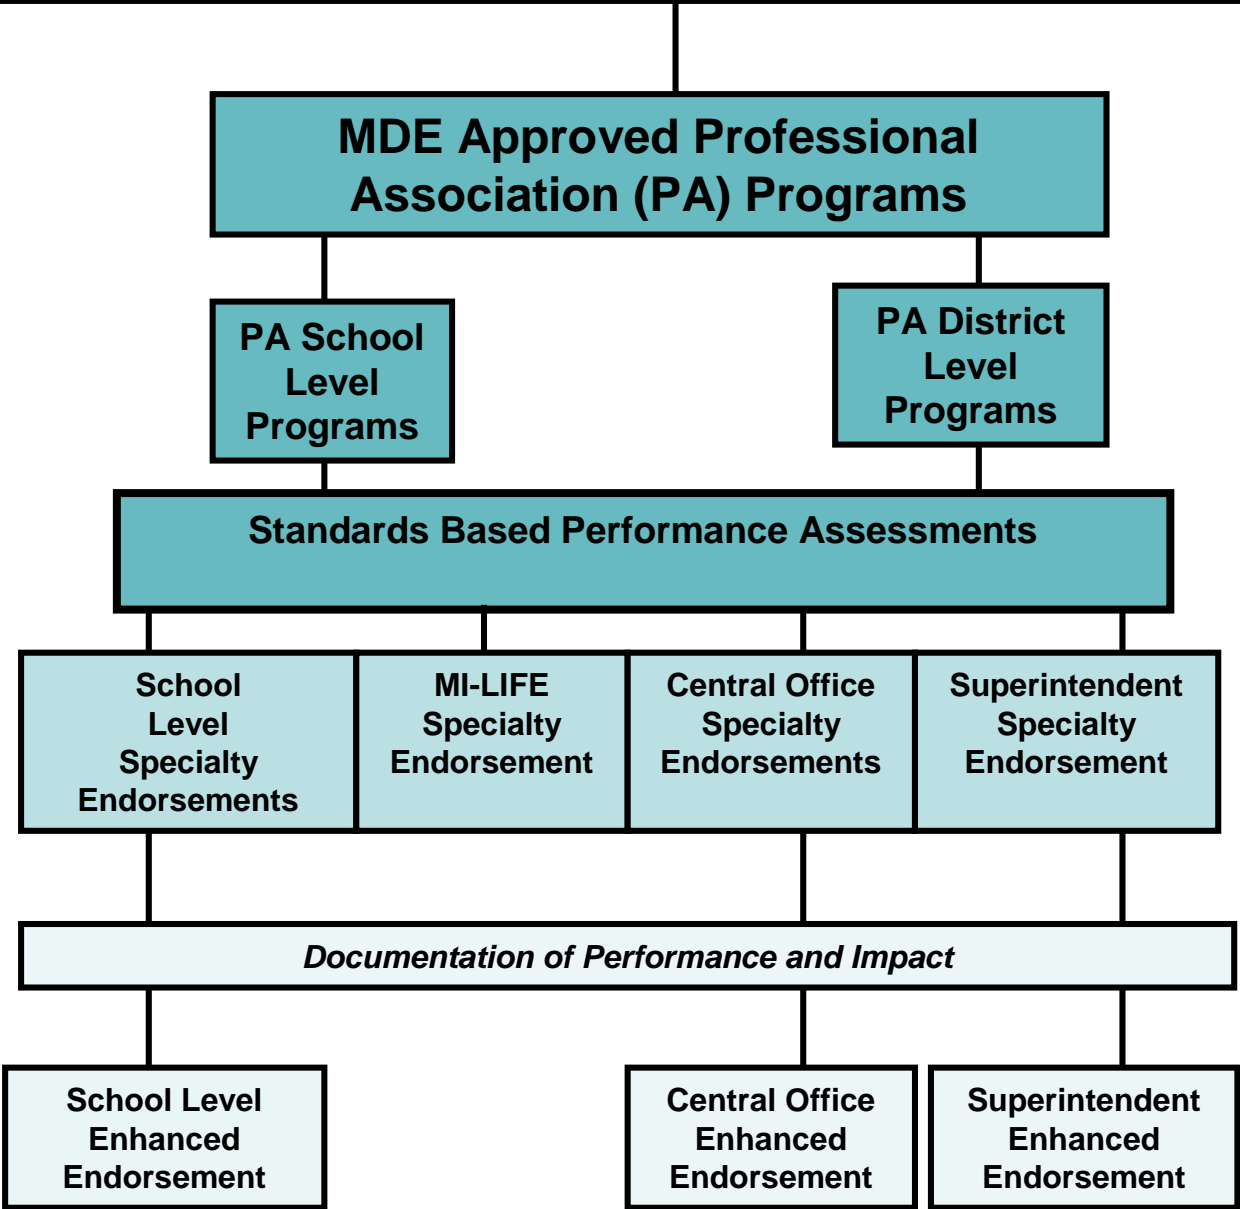 MDE Approved Professional
Association (PA) Programs
PA School
Level
Programs
PA District
Level
Programs
Standards Based Performance Assessments
School
Level
Specialty
Endorsements
MI-LIFE
Specialty
Endorsement
Central Office
Specialty
Endorsements
Superintendent
Specialty
Endorsement
Documentation of Performance and Impact
School Level
Enhanced
Endorsement
Central Office
Enhanced
Endorsement
Superintendent
Enhanced
Endorsement